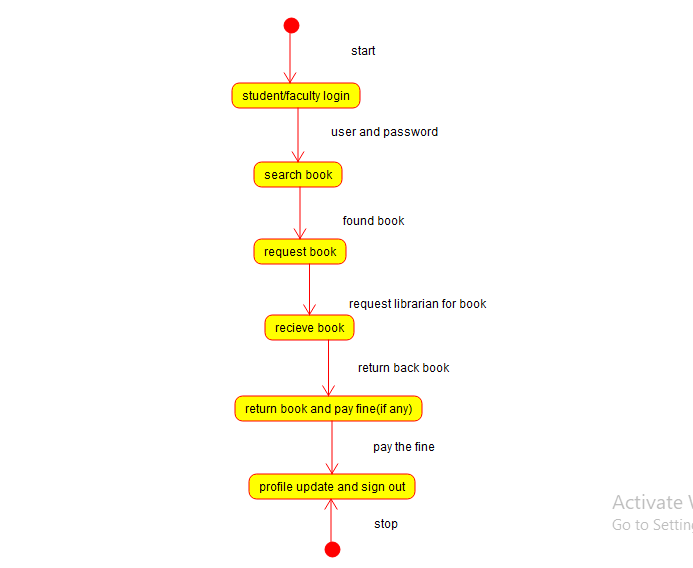 start
student/faculty login
user and password
search book
found book
request book
request librarian for book
recieve book
return back book
return book and pay fine(if any)
pay the fine
profile update and sign out
Activate W
Go to Setting
stop